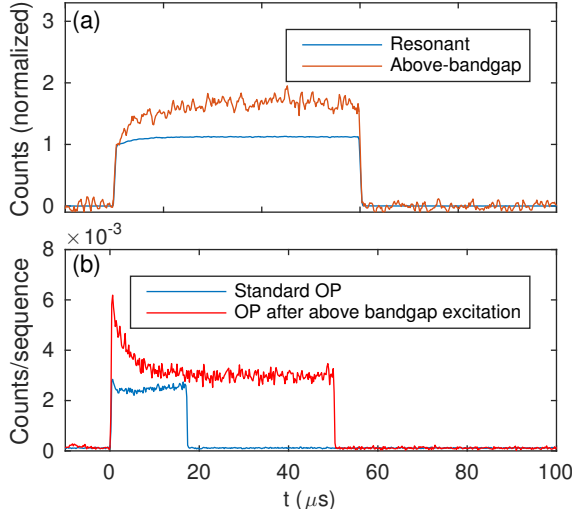 (a)
Counts (normalized)
3
2
1
0
Resonant
Above-bandgap
× 10⁻³
(b)
Counts/sequence
8
6
4
2
0
Standard OP
OP after above bandgap excitation
0 20 40 60 80 100
t (μs)